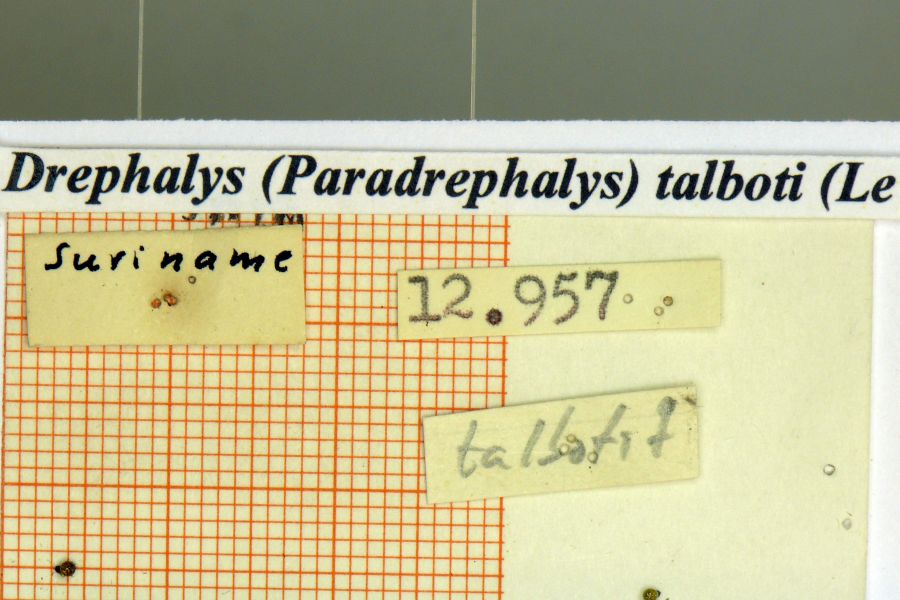 Drephalys (Paradrephalys) talboti (Le
Suriname
12.957
talboti